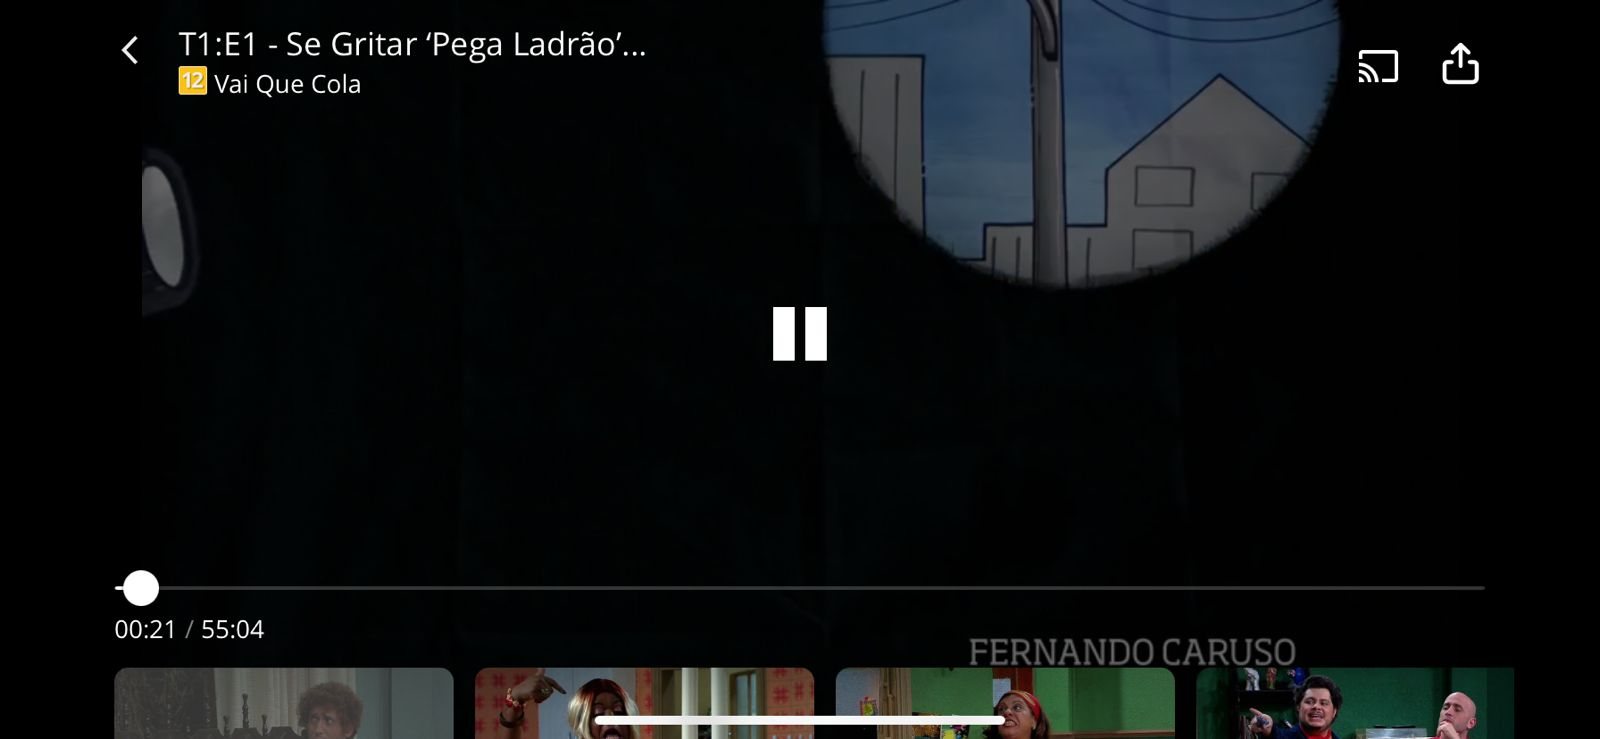 T1:E1 - Se Gritar ‘Pega Ladrão’...
12 Vai Que Cola
00:21 / 55:04
FERNANDO CARUSO